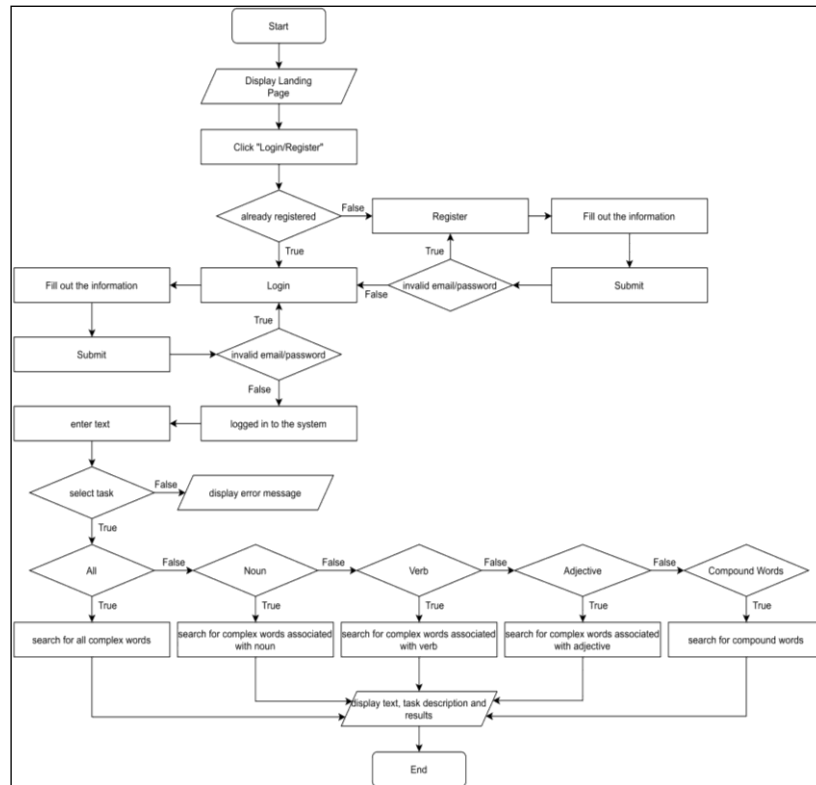 Start
Display Landing
Page
Click "Login/Register"
already registered
False
Register
Fill out the information
True
True
Fill out the information
Login
False
invalid email/password
Submit
True
Submit
invalid email/password
False
enter text
logged in to the system
select task
False
display error message
True
All
False
Noun
False
Verb
False
Adjective
False
Compound Words
True
True
True
True
True
search for all complex words
search for complex words associated
with noun
search for complex words associated
with verb
search for complex words associated
with adjective
search for compound words
display text, task description and
results
End